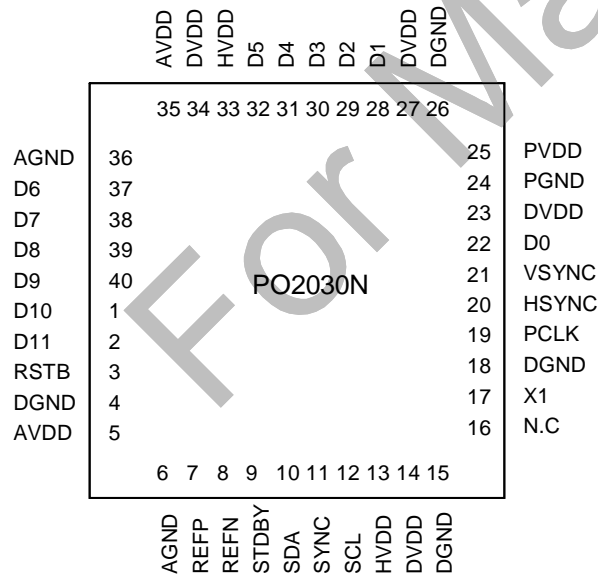 AVDD DVDD HVDD D5 D4 D3 D2 D1 DVDD DGND
35 34 33 32 31 30 29 28 27 26
AGND 36
D6 37
D7 38
D8 39
D9 40
D10 1
D11 2
RSTB 3
DGND 4
AVDD 5
PO2030N
25 PVDD
24 PGND
23 DVDD
22 D0
21 VSYNC
20 HSYNC
19 PCLK
18 DGND
17 X1
16 N.C
6 7 8 9 10 11 12 13 14 15
AGND REFP REFN STDBY SDA SYNC SCL HVDD DVDD DGND
For Ma